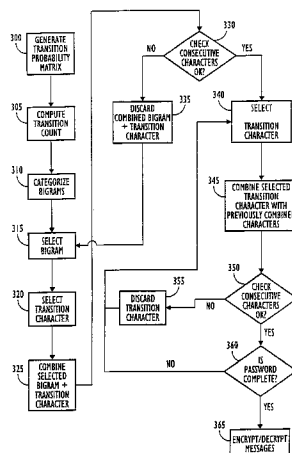 300
GENERATE
TRANSITION
PROBABILITY
MATRIX
305
COMPUTE
TRANSITION
COUNT
310
CATEGORIZE
BIGRAMS
315
SELECT
BIGRAM
320
SELECT
TRANSITION
CHARACTER
325
COMBINE
SELECTED
BIGRAM +
TRANSITION
CHARACTER
330
CHECK
CONSECUTIVE
CHARACTERS
OK?
NO
YES
335
DISCARD
COMBINED BIGRAM
+ TRANSITION
CHARACTER
340
SELECT
TRANSITION
CHARACTER
345
COMBINE SELECTED
TRANSITION
CHARACTER WITH
PREVIOUSLY COMBINE
CHARACTERS
350
CHECK
CONSECUTIVE
CHARACTERS
OK?
NO
YES
355
DISCARD
TRANSITION
CHARACTER
360
IS
PASSWORD
COMPLETE?
NO
YES
365
ENCRYPT/DECRYPT
MESSAGES